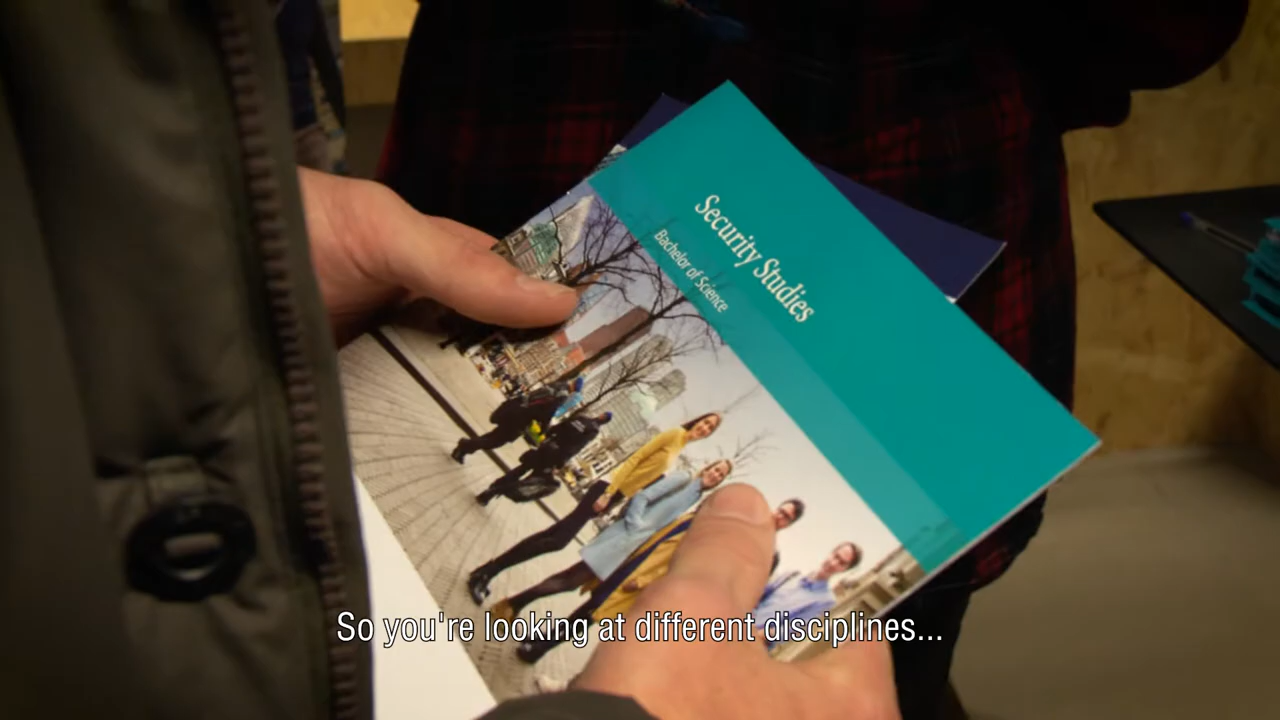 Security Studies
Bachelor of Science
So you're looking at different disciplines...